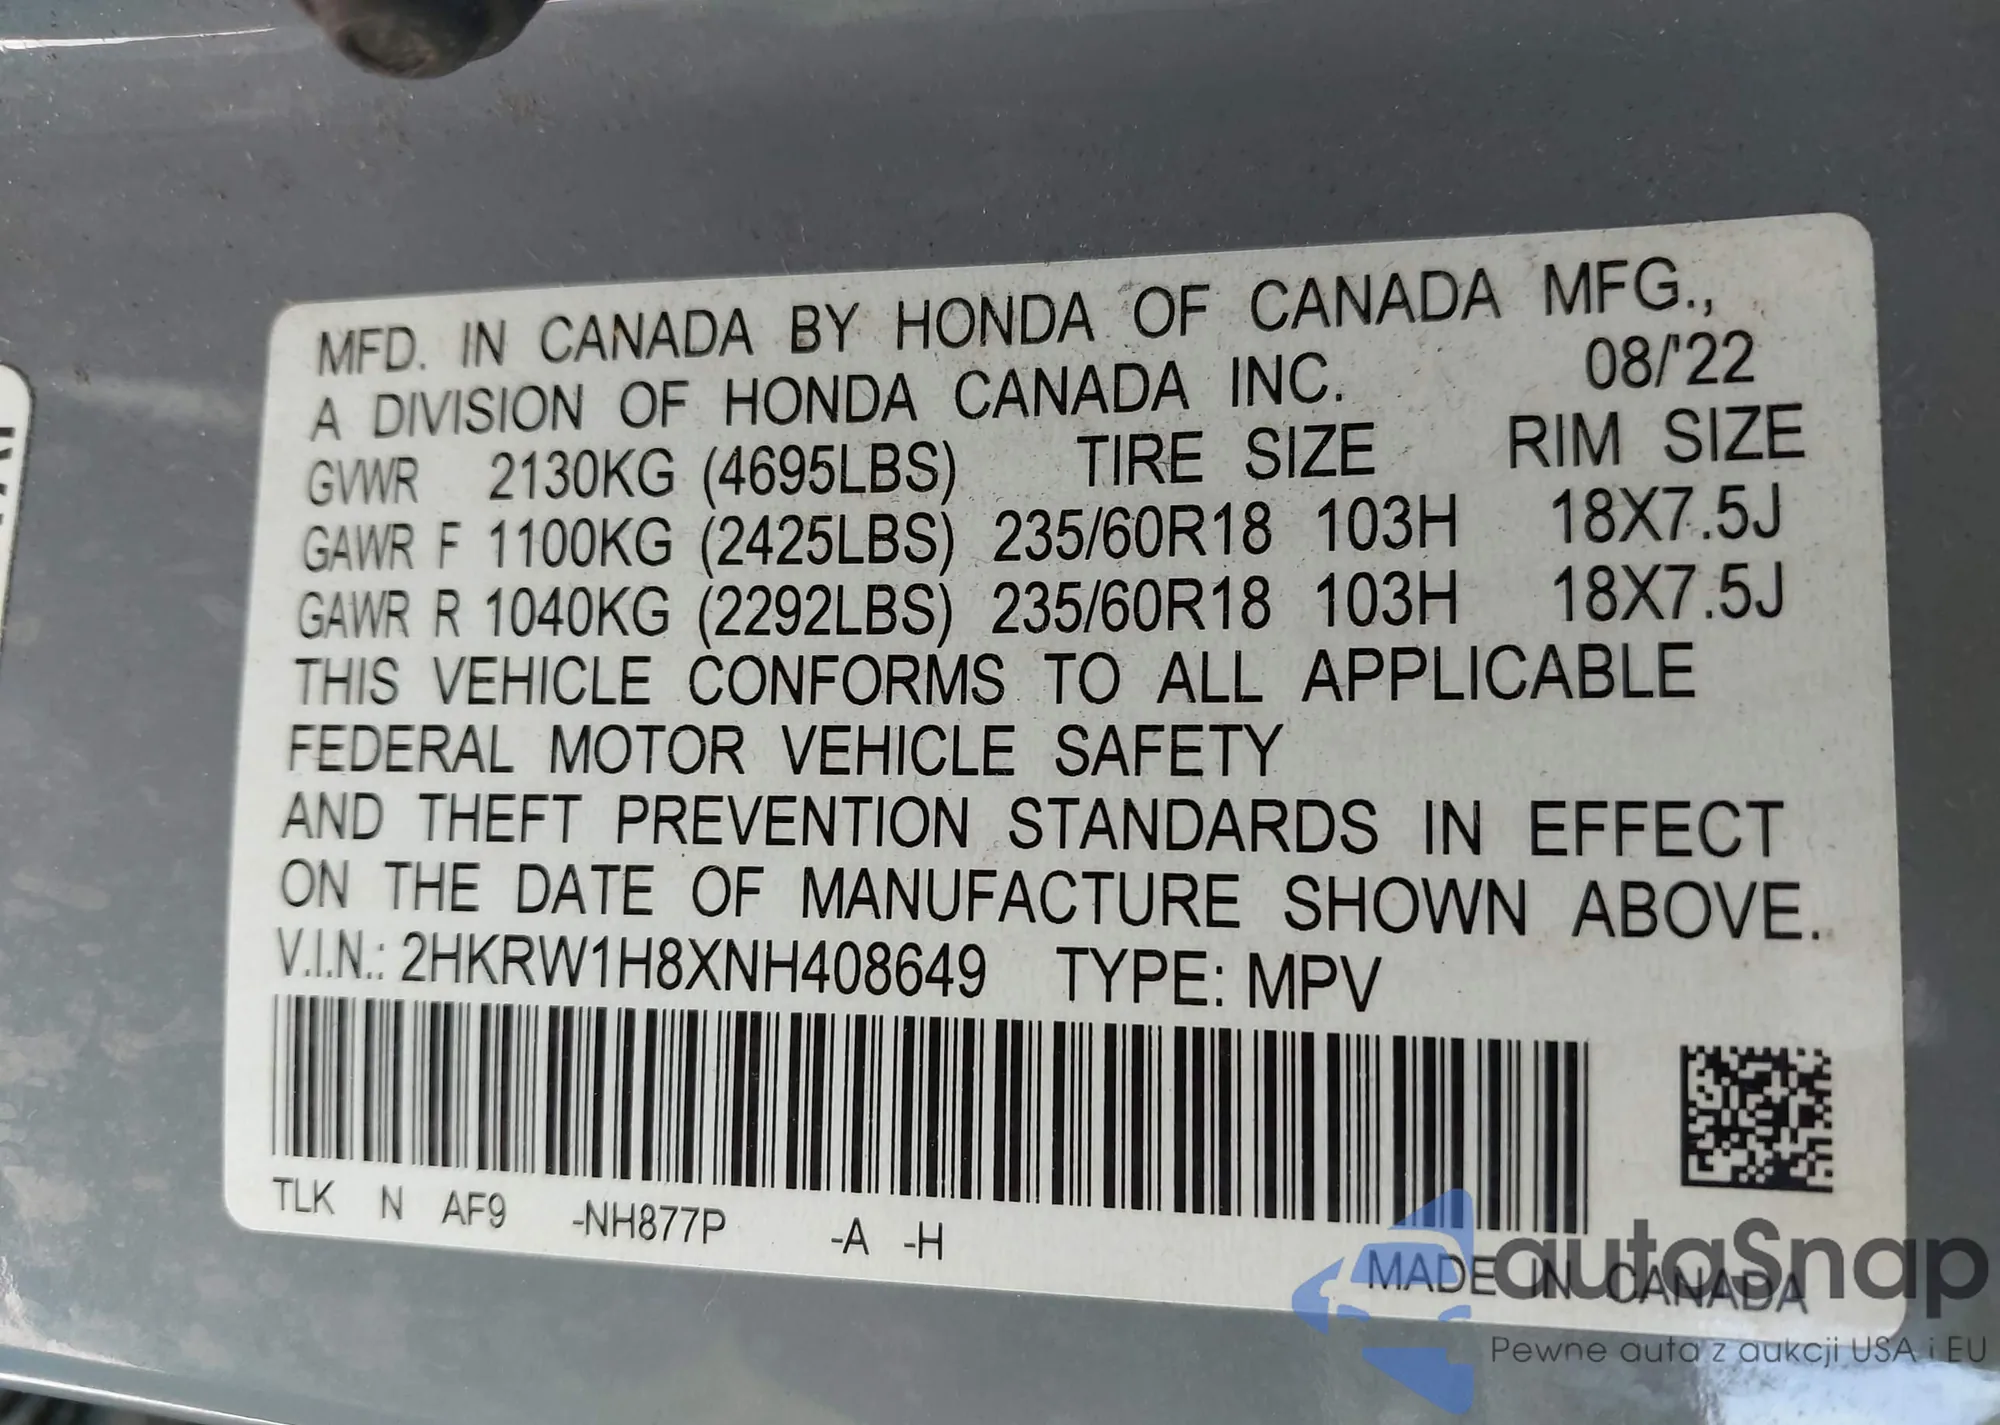 MFD. IN CANADA BY HONDA OF CANADA MFG.,
A DIVISION OF HONDA CANADA INC. 08/'22
GVWR 2130KG (4695LBS) TIRE SIZE RIM SIZE
GAWR F 1100KG (2425LBS) 235/60R18 103H 18X7.5J
GAWR R 1040KG (2292LBS) 235/60R18 103H 18X7.5J
THIS VEHICLE CONFORMS TO ALL APPLICABLE
FEDERAL MOTOR VEHICLE SAFETY
AND THEFT PREVENTION STANDARDS IN EFFECT
ON THE DATE OF MANUFACTURE SHOWN ABOVE.
V.I.N.: 2HKRW1H8XNH408649 TYPE: MPV
TLK N AF9 -NH877P -A -H
MADE IN CANADA
autoSnap
Pewne auta z aukcji USA i EU